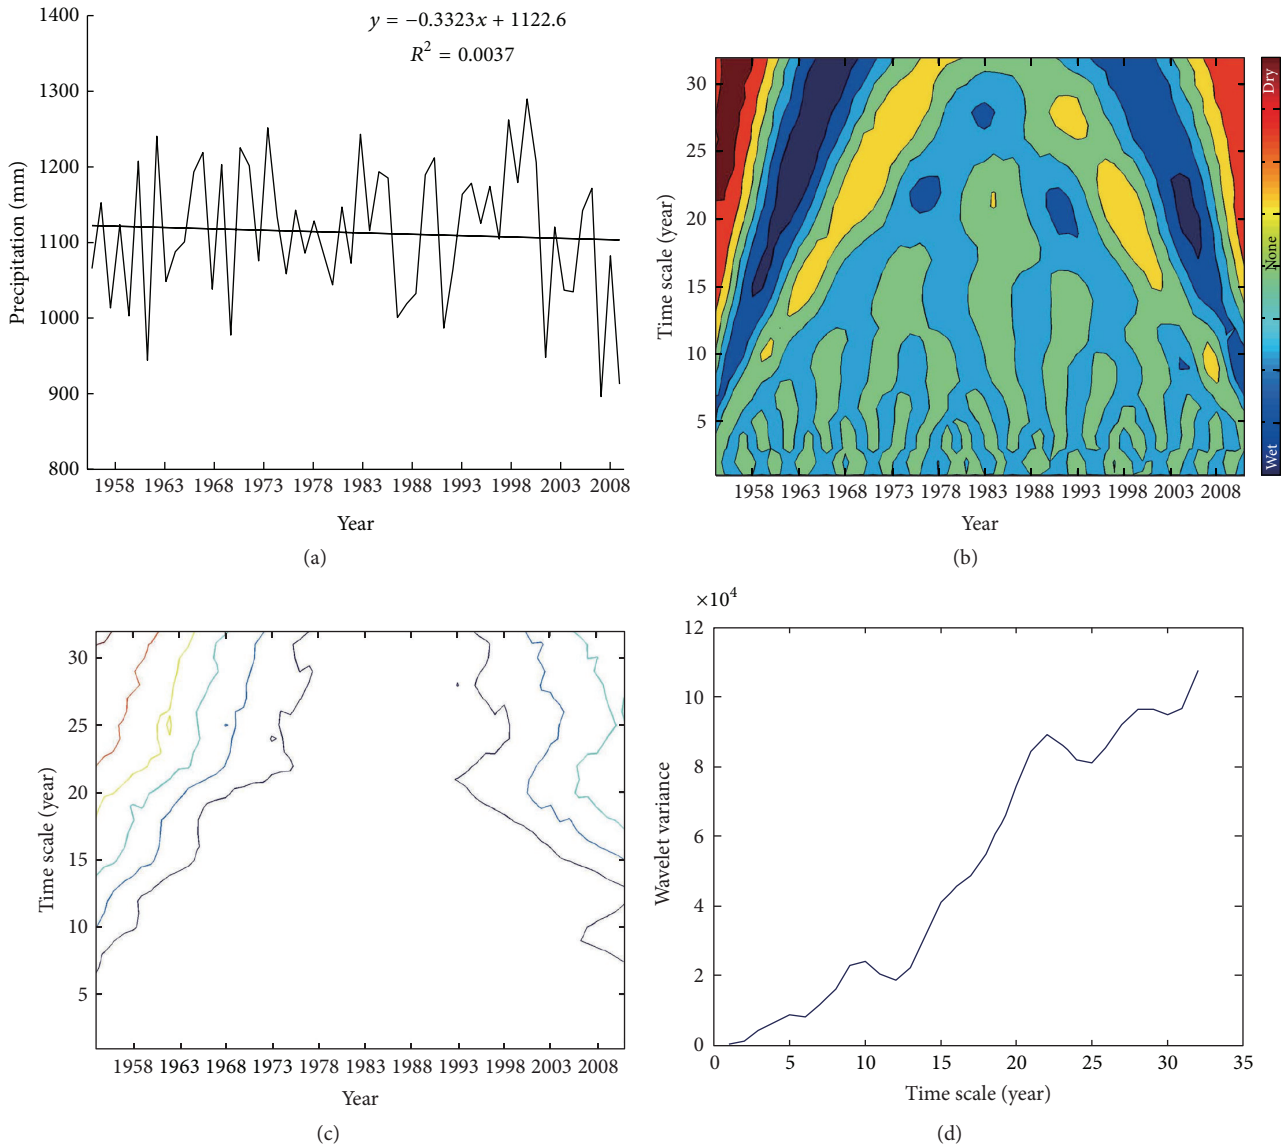 y = −0.3323x + 1122.6
R² = 0.0037
1400
1300
1200
1100
1000
900
800
Precipitation (mm)
1958 1963 1968 1973 1978 1983 1988 1993 1998 2003 2008
Year
(a)
30
25
20
15
10
5
Time scale (year)
1958 1963 1968 1973 1978 1983 1988 1993 1998 2003 2008
Year
Dry
None
Wet
(b)
30
25
20
15
10
5
Time scale (year)
1958 1963 1968 1973 1978 1983 1988 1993 1998 2003 2008
Year
(c)
×10⁴
12
10
8
6
4
2
0
Wavelet variance
0 5 10 15 20 25 30 35
Time scale (year)
(d)